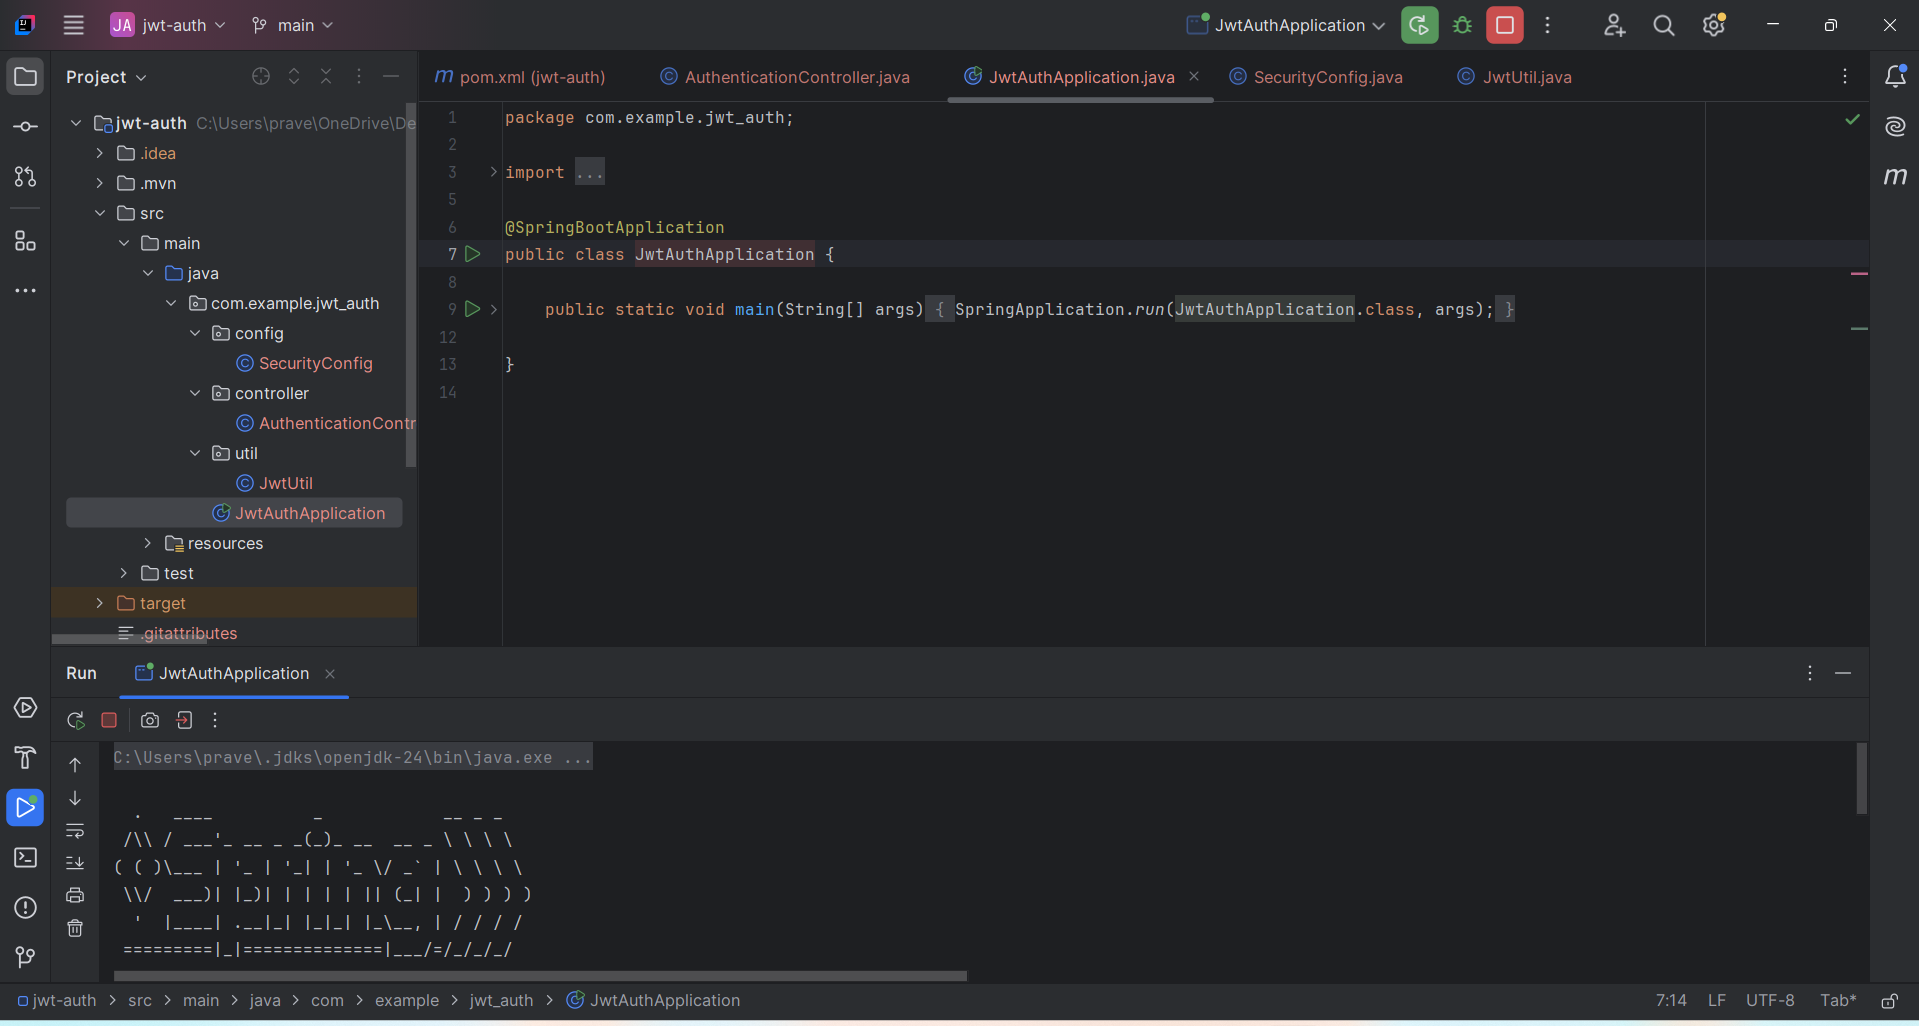 JA jwt-auth main JwtAuthApplication
Project
pom.xml (jwt-auth) AuthenticationController.java JwtAuthApplication.java SecurityConfig.java JwtUtil.java
jwt-auth C:\Users\prave\OneDrive\De
.idea
.mvn
src
main
java
com.example.jwt_auth
config
SecurityConfig
controller
AuthenticationContr
util
JwtUtil
JwtAuthApplication
resources
test
target
.gitattributes
1 package com.example.jwt_auth;
2
3 import ...
5
6 @SpringBootApplication
7 public class JwtAuthApplication {
8
9 public static void main(String[] args) { SpringApplication.run(JwtAuthApplication.class, args); }
12
13 }
14
Run JwtAuthApplication
C:\Users\prave\.jdks\openjdk-24\bin\java.exe ...
  .   ____          _            __ _ _
 /\\ / ___'_ __ _ _(_)_ __  __ _ \ \ \ \
( ( )\___ | '_ | '_| | '_ \/ _` | \ \ \ \
 \\/  ___)| |_)| | | | | || (_| |  ) ) ) )
  '  |____| .__|_| |_|_| |_\__, | / / / /
 =========|_|==============|___/=/_/_/_/
jwt-auth > src > main > java > com > example > jwt_auth > JwtAuthApplication 7:14 LF UTF-8 Tab*